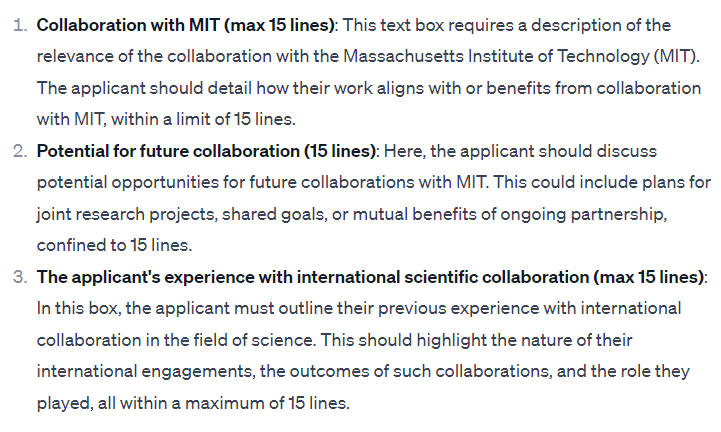 1. Collaboration with MIT (max 15 lines): This text box requires a description of the
relevance of the collaboration with the Massachusetts Institute of Technology (MIT).
The applicant should detail how their work aligns with or benefits from collaboration
with MIT, within a limit of 15 lines.
2. Potential for future collaboration (15 lines): Here, the applicant should discuss
potential opportunities for future collaborations with MIT. This could include plans for
joint research projects, shared goals, or mutual benefits of ongoing partnership,
confined to 15 lines.
3. The applicant's experience with international scientific collaboration (max 15 lines):
In this box, the applicant must outline their previous experience with international
collaboration in the field of science. This should highlight the nature of their
international engagements, the outcomes of such collaborations, and the role they
played, all within a maximum of 15 lines.